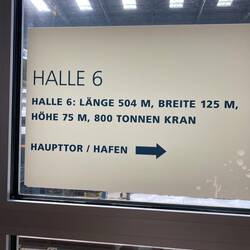 HALLE 6
HALLE 6: LÄNGE 504 M, BREITE 125 M,
HÖHE 75 M, 800 TONNEN KRAN
HAUPTTOR / HAFEN